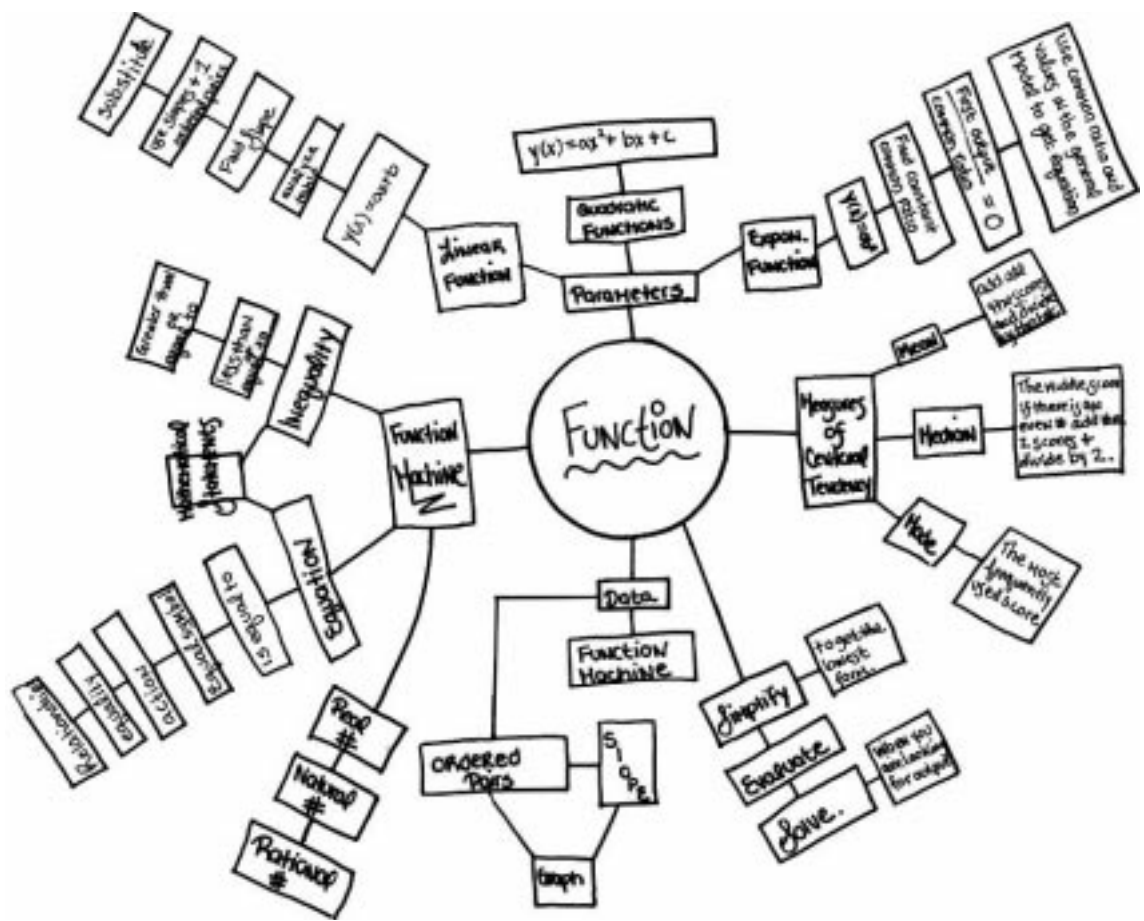 Function
Parameters
Quadratic
Functions
y(x)=ax²+bx+c
Linear
Function
y(x)=ax+b
Find slope
substitute
Expon.
Function
Find constant
common ratio
First output
common ratio = 0
use common ratio and
values in the general
model to get equation
Measures
of
Central
Tendency
Mean
add all
the scores
and divide
Median
The middle score
if there is an
even # add the
2 scores +
divide by 2.
Mode
The most
frequently
used score
Simplify
to get the
lowest
form.
Evaluate
Solve.
When you
are looking
for output
Data
Function
Machine
ORDERED
Pairs
SlOPE
Graph
Function
Machine
Inequality
less than
equal to
Greater than
or
equal to
Mathematical
Statements
Equation
is equal to
Equal symbol
action
equality
Relationship
Real
#
Natural
#
Rational
#